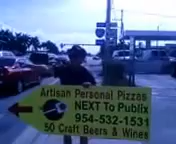 Artisan Personal Pizzas
NEXT To Publix
954-532-1531
50 Craft Beers & Wines